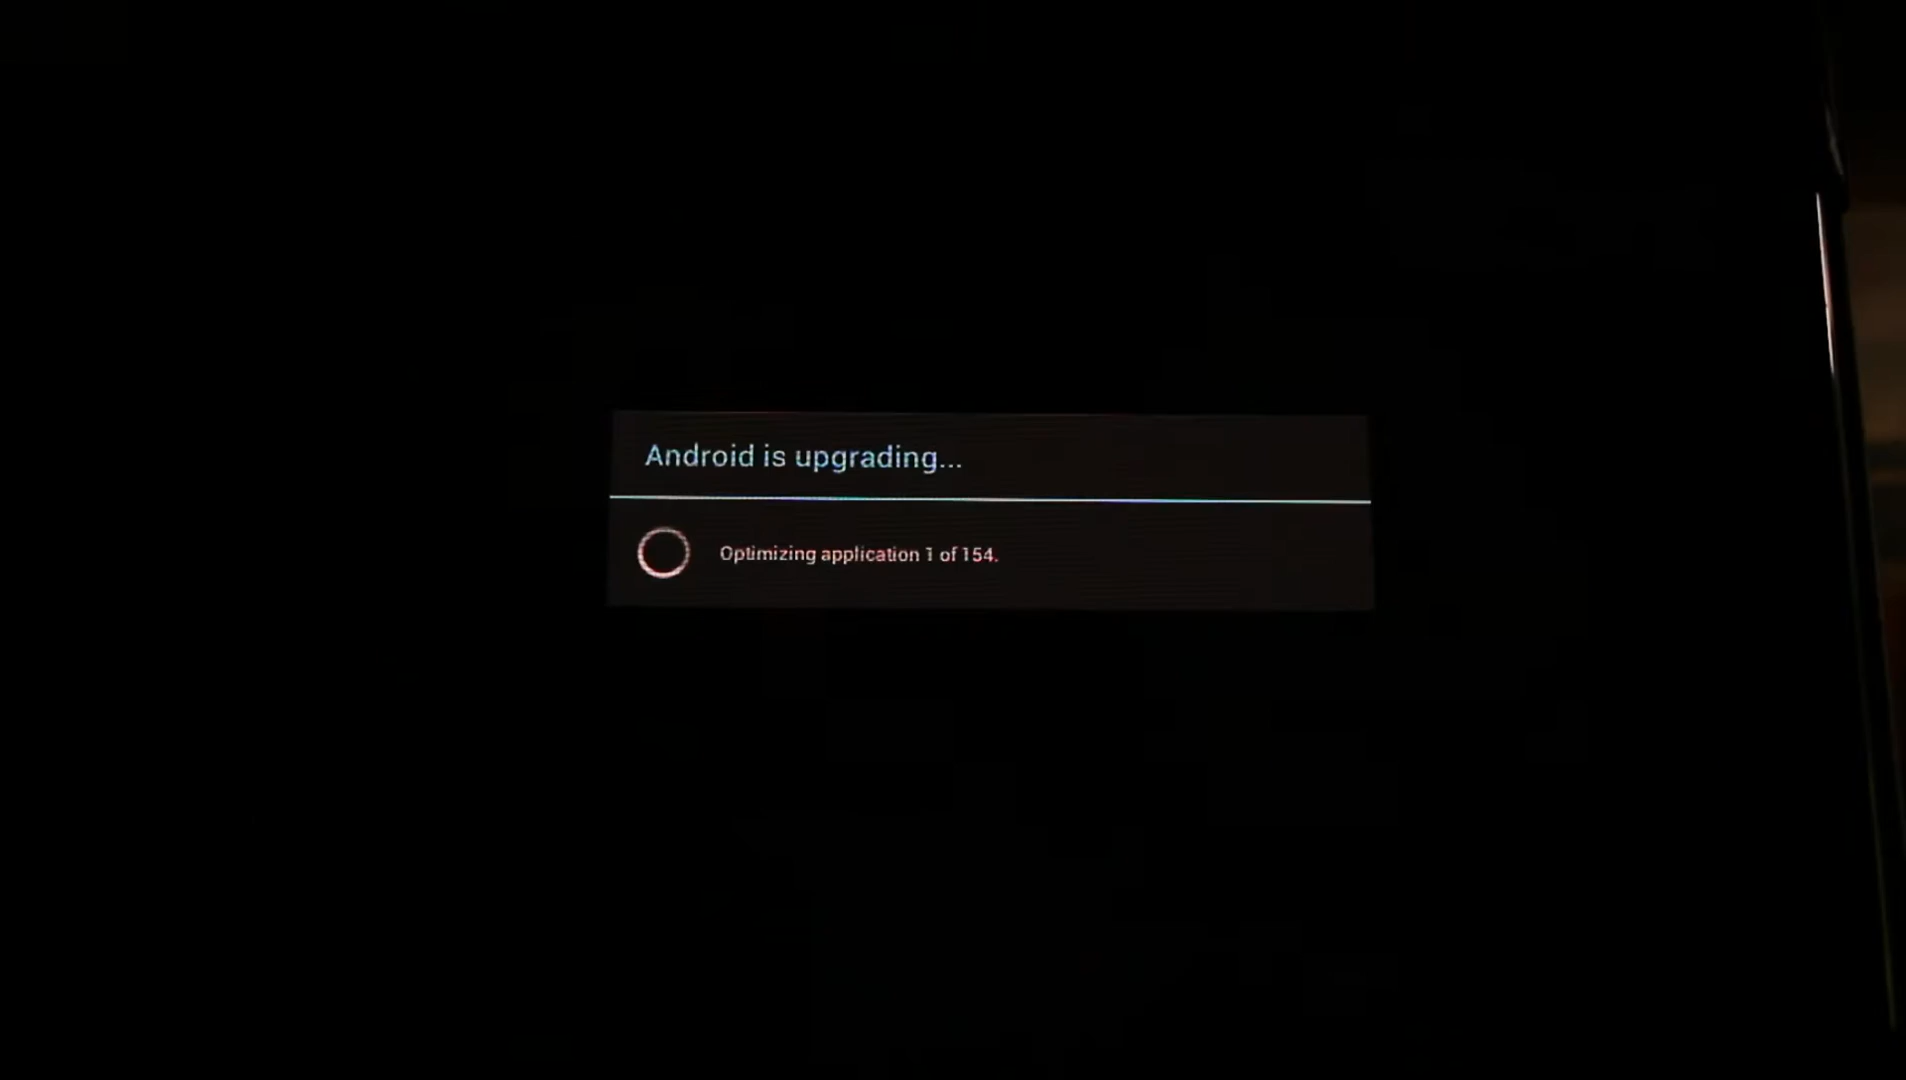 Android is upgrading...
Optimizing application 1 of 154.